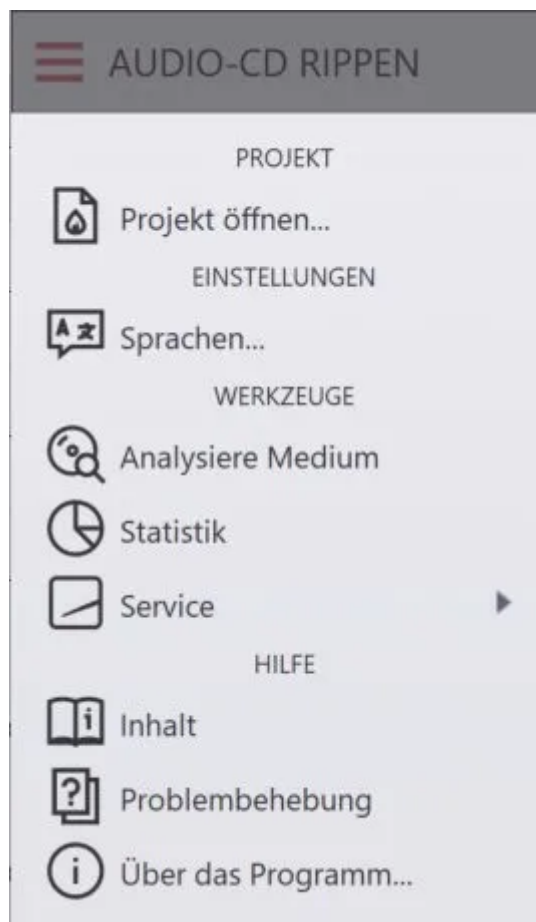 AUDIO-CD RIPPEN
PROJEKT
Projekt öffnen...
EINSTELLUNGEN
Sprachen...
WERKZEUGE
Analysiere Medium
Statistik
Service
HILFE
Inhalt
Problembehebung
Über das Programm...